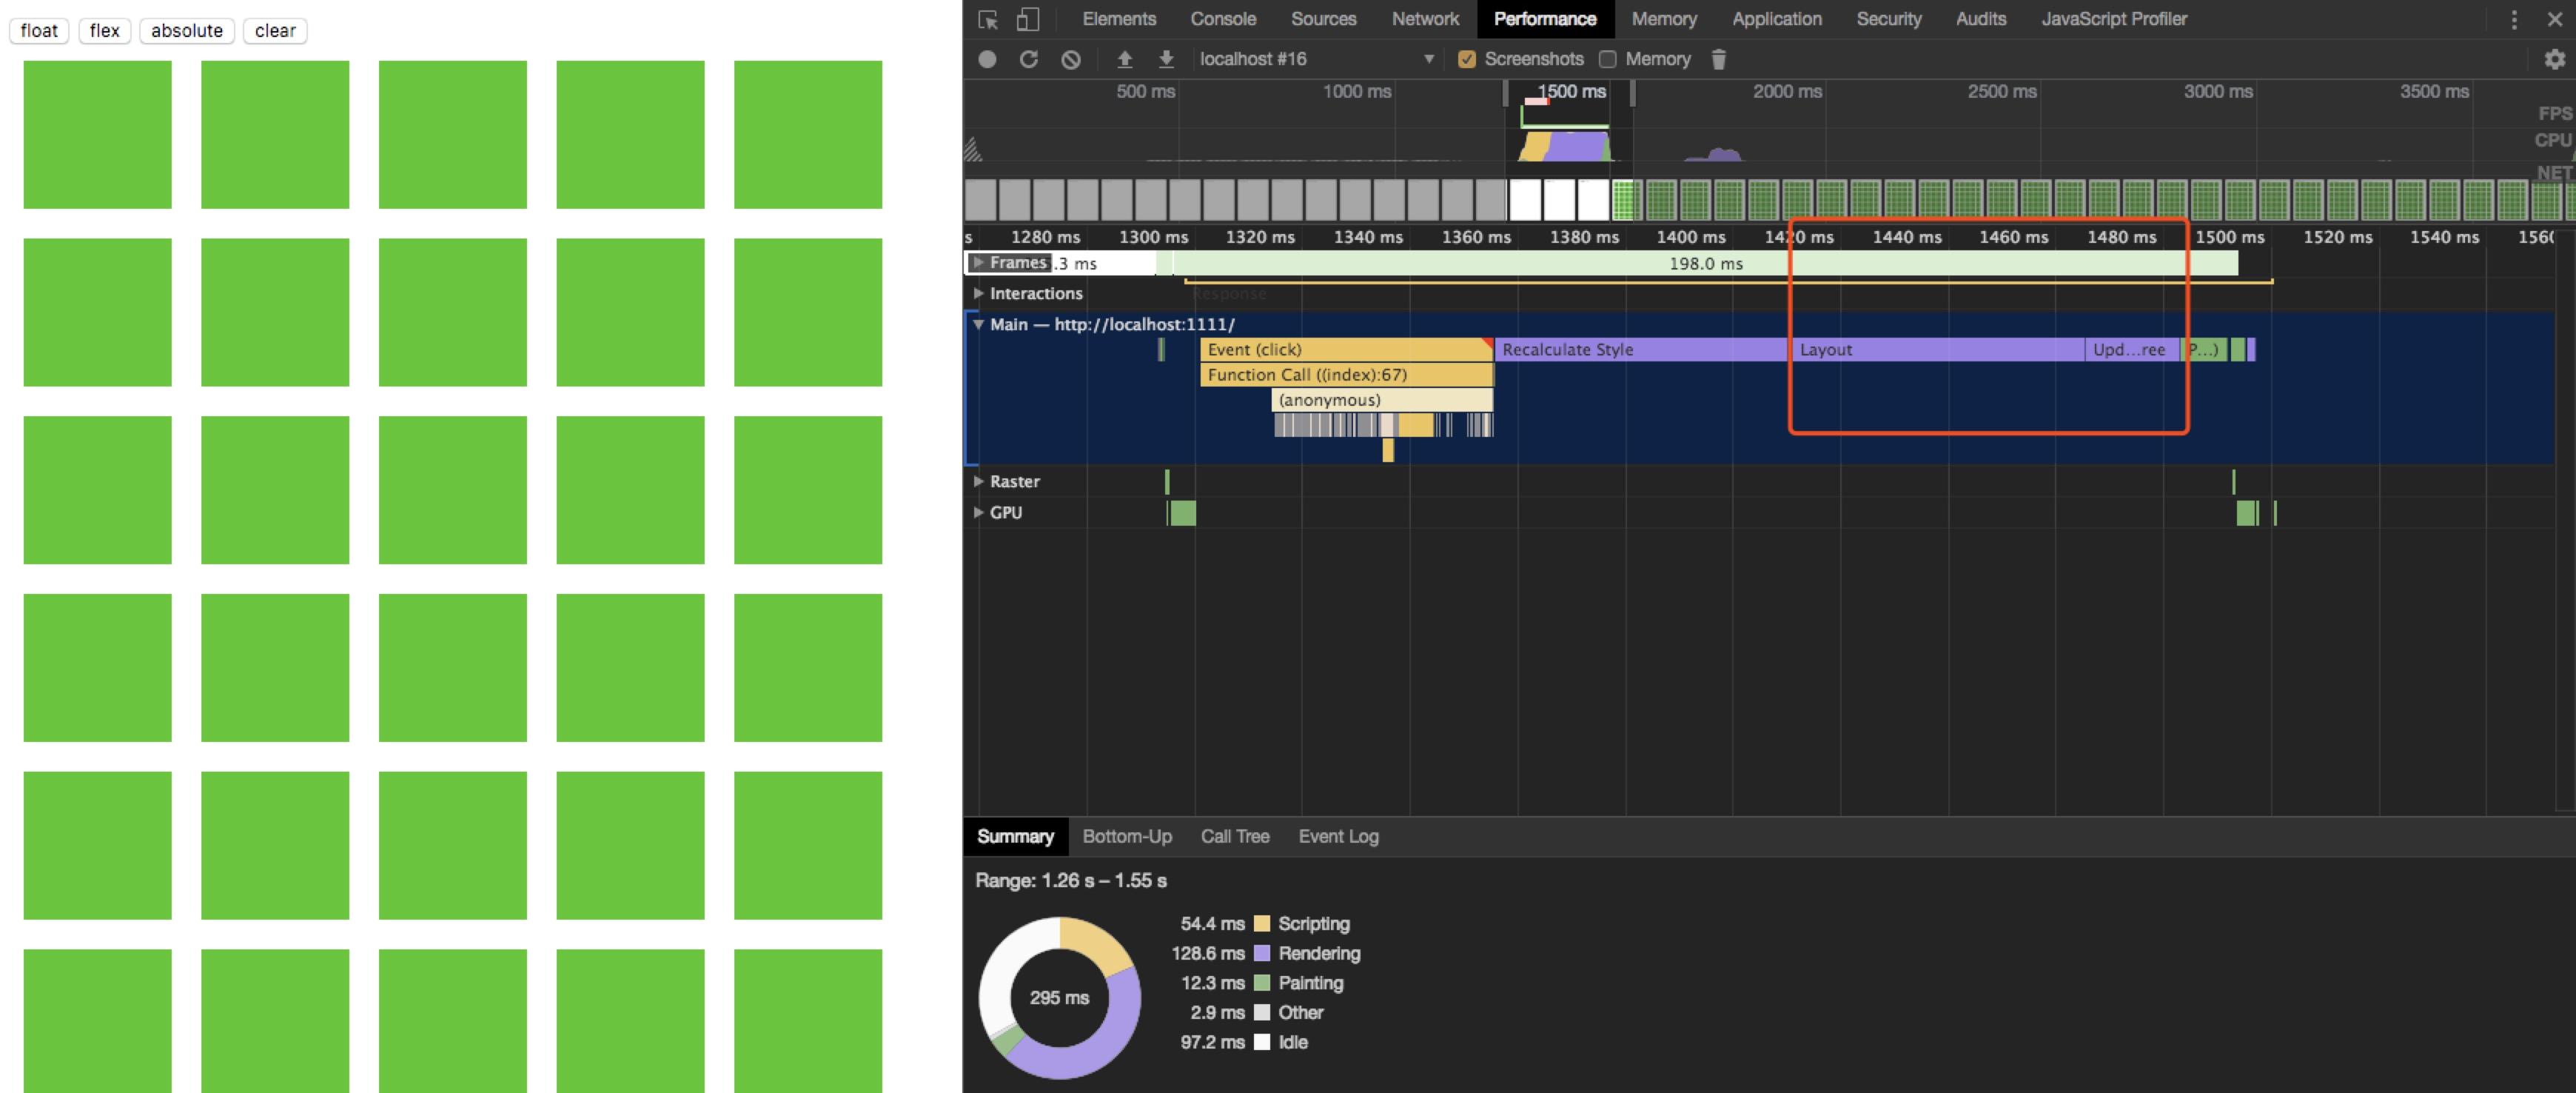 float flex absolute clear
Elements Console Sources Network Performance Memory Application Security Audits JavaScript Profiler
localhost #16 Screenshots Memory
500 ms 1000 ms 1500 ms 2000 ms 2500 ms 3000 ms 3500 ms
FPS
CPU
NET
s 1280 ms 1300 ms 1320 ms 1340 ms 1360 ms 1380 ms 1400 ms 1420 ms 1440 ms 1460 ms 1480 ms 1500 ms 1520 ms 1540 ms 1560
Frames .3 ms 198.0 ms
Interactions Response
Main — http://localhost:1111/
Event (click) Recalculate Style Layout Upd...ree P...)
Function Call ((index):67)
(anonymous)
Raster
GPU
Summary Bottom-Up Call Tree Event Log
Range: 1.26 s – 1.55 s
54.4 ms Scripting
128.6 ms Rendering
12.3 ms Painting
295 ms
2.9 ms Other
97.2 ms Idle